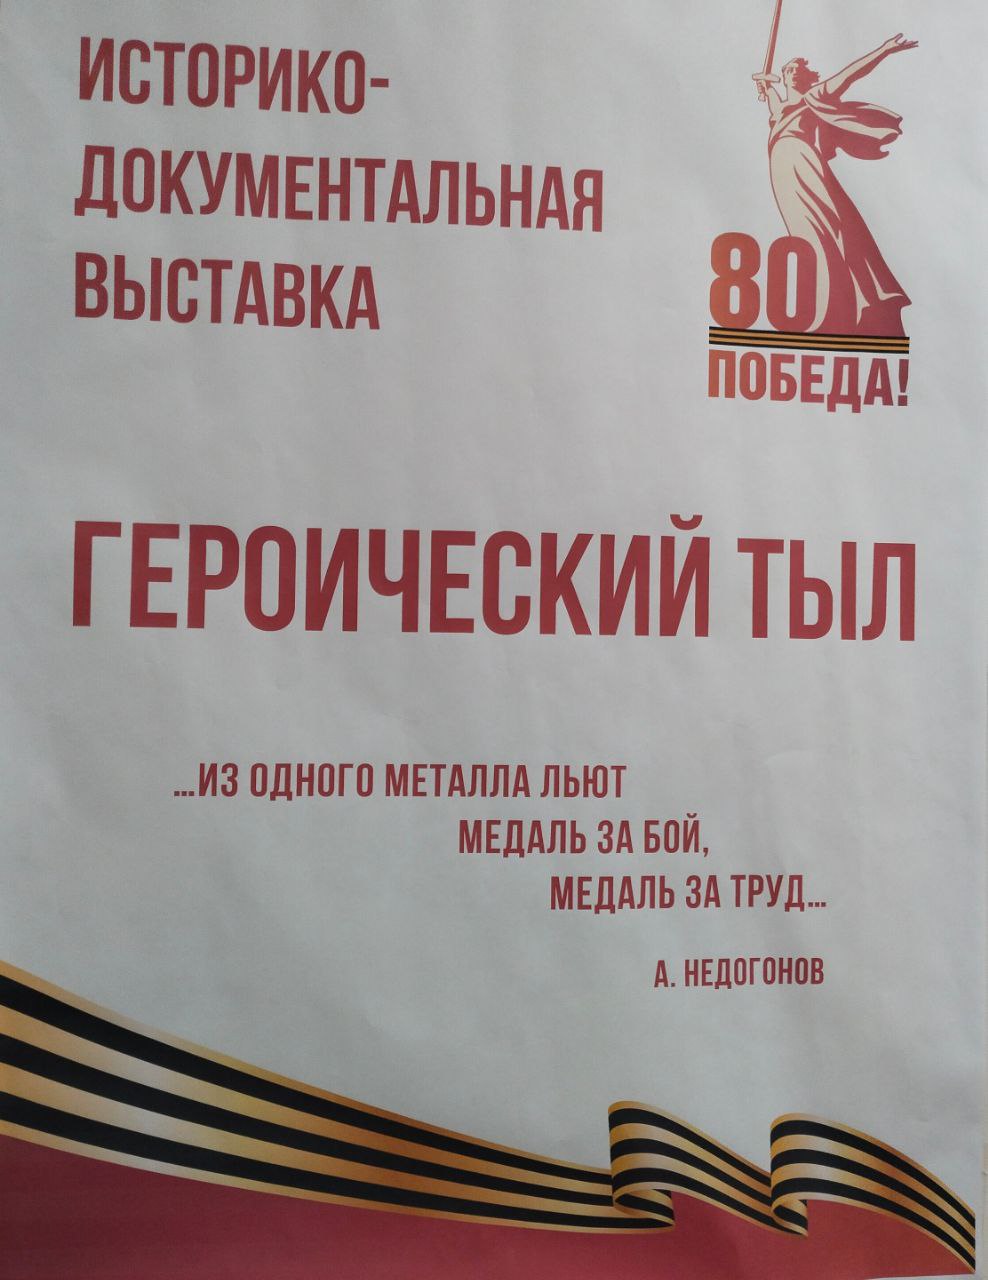 ИСТОРИКО-
ДОКУМЕНТАЛЬНАЯ
ВЫСТАВКА
80
ПОБЕДА!
ГЕРОИЧЕСКИЙ ТЫЛ
...ИЗ ОДНОГО МЕТАЛЛА ЛЬЮТ
МЕДАЛЬ ЗА БОЙ,
МЕДАЛЬ ЗА ТРУД...
А. НЕДОГОНОВ